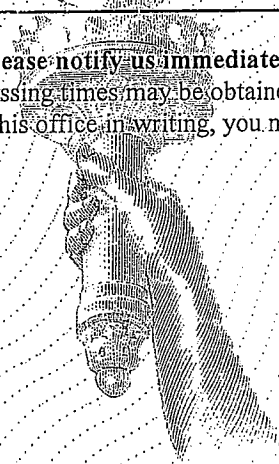 ease notify us immediate
ssing times may be obtaine
his office in writing, you n